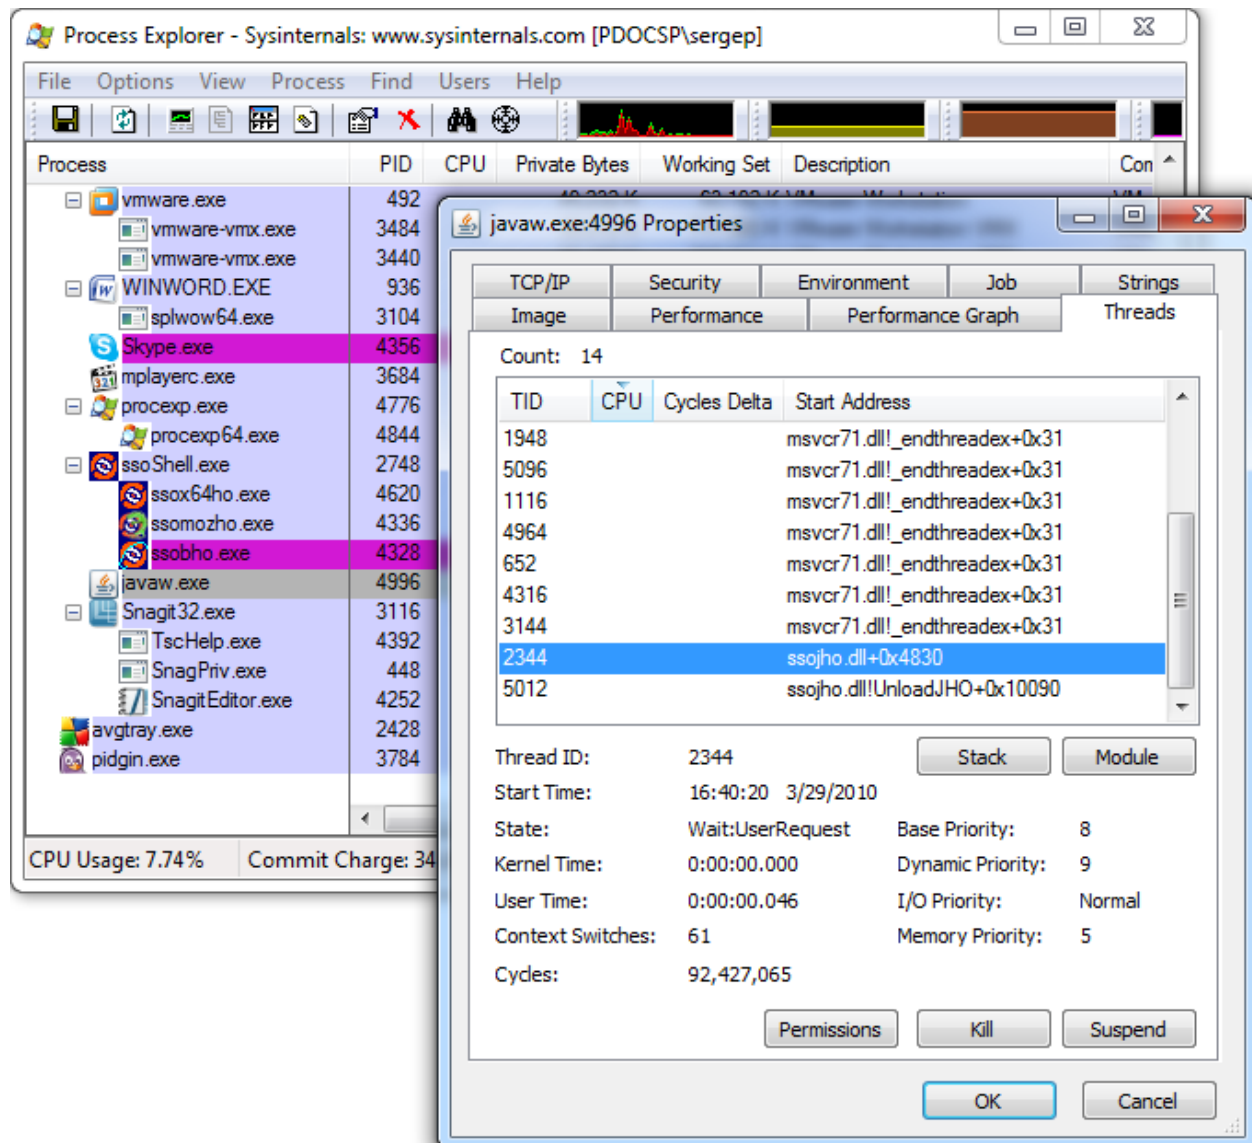 Process Explorer - Sysinternals: www.sysinternals.com [PDOCSP\sergep]
File Options View Process Find Users Help
Process PID CPU Private Bytes Working Set Description Con
vmware.exe 492
vmware-vmx.exe 3484
vmware-vmx.exe 3440
WINWORD.EXE 936
splwow64.exe 3104
Skype.exe 4356
mplayerc.exe 3684
procexp.exe 4776
procexp64.exe 4844
ssoShell.exe 2748
ssox64ho.exe 4620
ssomozho.exe 4336
ssobho.exe 4328
javaw.exe 4996
Snagit32.exe 3116
TscHelp.exe 4392
SnagPriv.exe 448
SnagitEditor.exe 4252
avgtray.exe 2428
pidgin.exe 3784
CPU Usage: 7.74% Commit Charge: 34
javaw.exe:4996 Properties
TCP/IP Security Environment Job Strings
Image Performance Performance Graph Threads
Count: 14
TID CPU Cycles Delta Start Address
1948 msvcr71.dll!_endthreadex+0x31
5096 msvcr71.dll!_endthreadex+0x31
1116 msvcr71.dll!_endthreadex+0x31
4964 msvcr71.dll!_endthreadex+0x31
652 msvcr71.dll!_endthreadex+0x31
4316 msvcr71.dll!_endthreadex+0x31
3144 msvcr71.dll!_endthreadex+0x31
2344 ssojho.dll+0x4830
5012 ssojho.dll!UnloadJHO+0x10090
Thread ID: 2344 Stack Module
Start Time: 16:40:20 3/29/2010
State: Wait:UserRequest Base Priority: 8
Kernel Time: 0:00:00.000 Dynamic Priority: 9
User Time: 0:00:00.046 I/O Priority: Normal
Context Switches: 61 Memory Priority: 5
Cycles: 92,427,065
Permissions Kill Suspend
OK Cancel